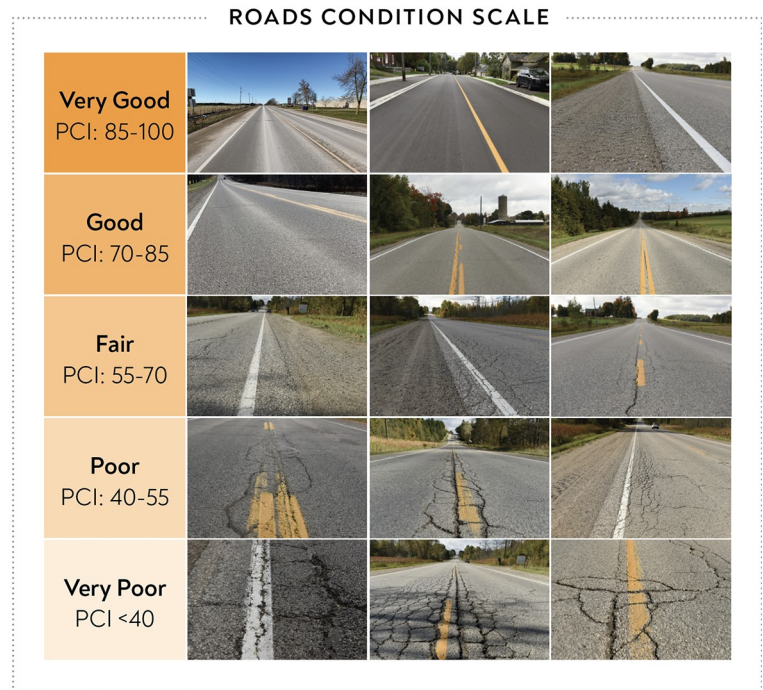 ROADS CONDITION SCALE
Very Good
PCI: 85-100
Good
PCI: 70-85
Fair
PCI: 55-70
Poor
PCI: 40-55
Very Poor
PCI <40